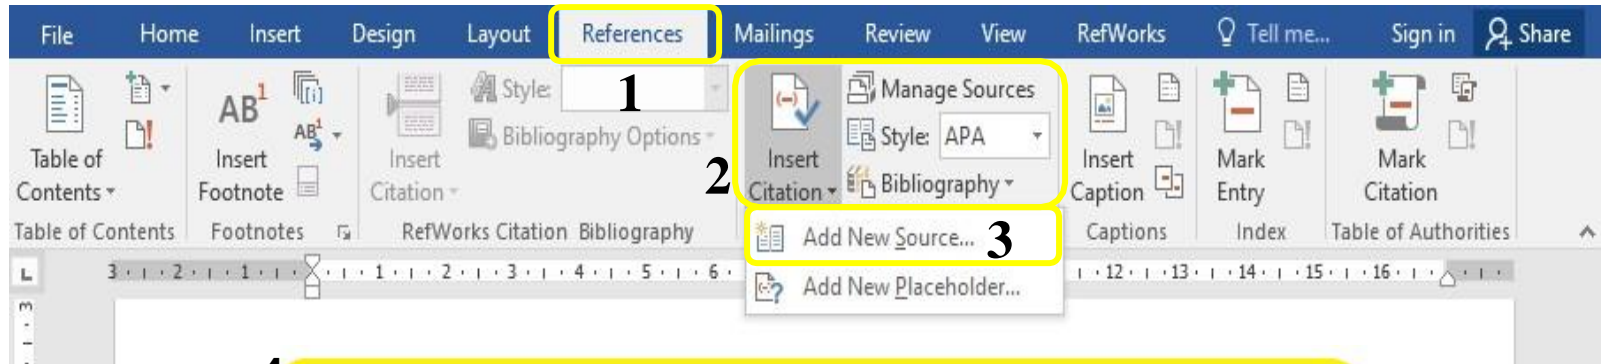 File Home Insert Design Layout References Mailings Review View RefWorks Tell me... Sign in Share
1
Table of
Contents
Table of Contents
AB1
Insert
Footnote
[i]
AB1
Footnotes
Insert
Citation
Style:
Bibliography Options
RefWorks Citation Bibliography
2
Insert
Citation
Manage Sources
Style: APA
Bibliography
Add New Source... 3
Add New Placeholder...
Insert
Caption
Captions
Mark
Entry
Index
Mark
Citation
Table of Authorities
L
3 2 1 1 2 3 4 5 6 12 13 14 15 16
3